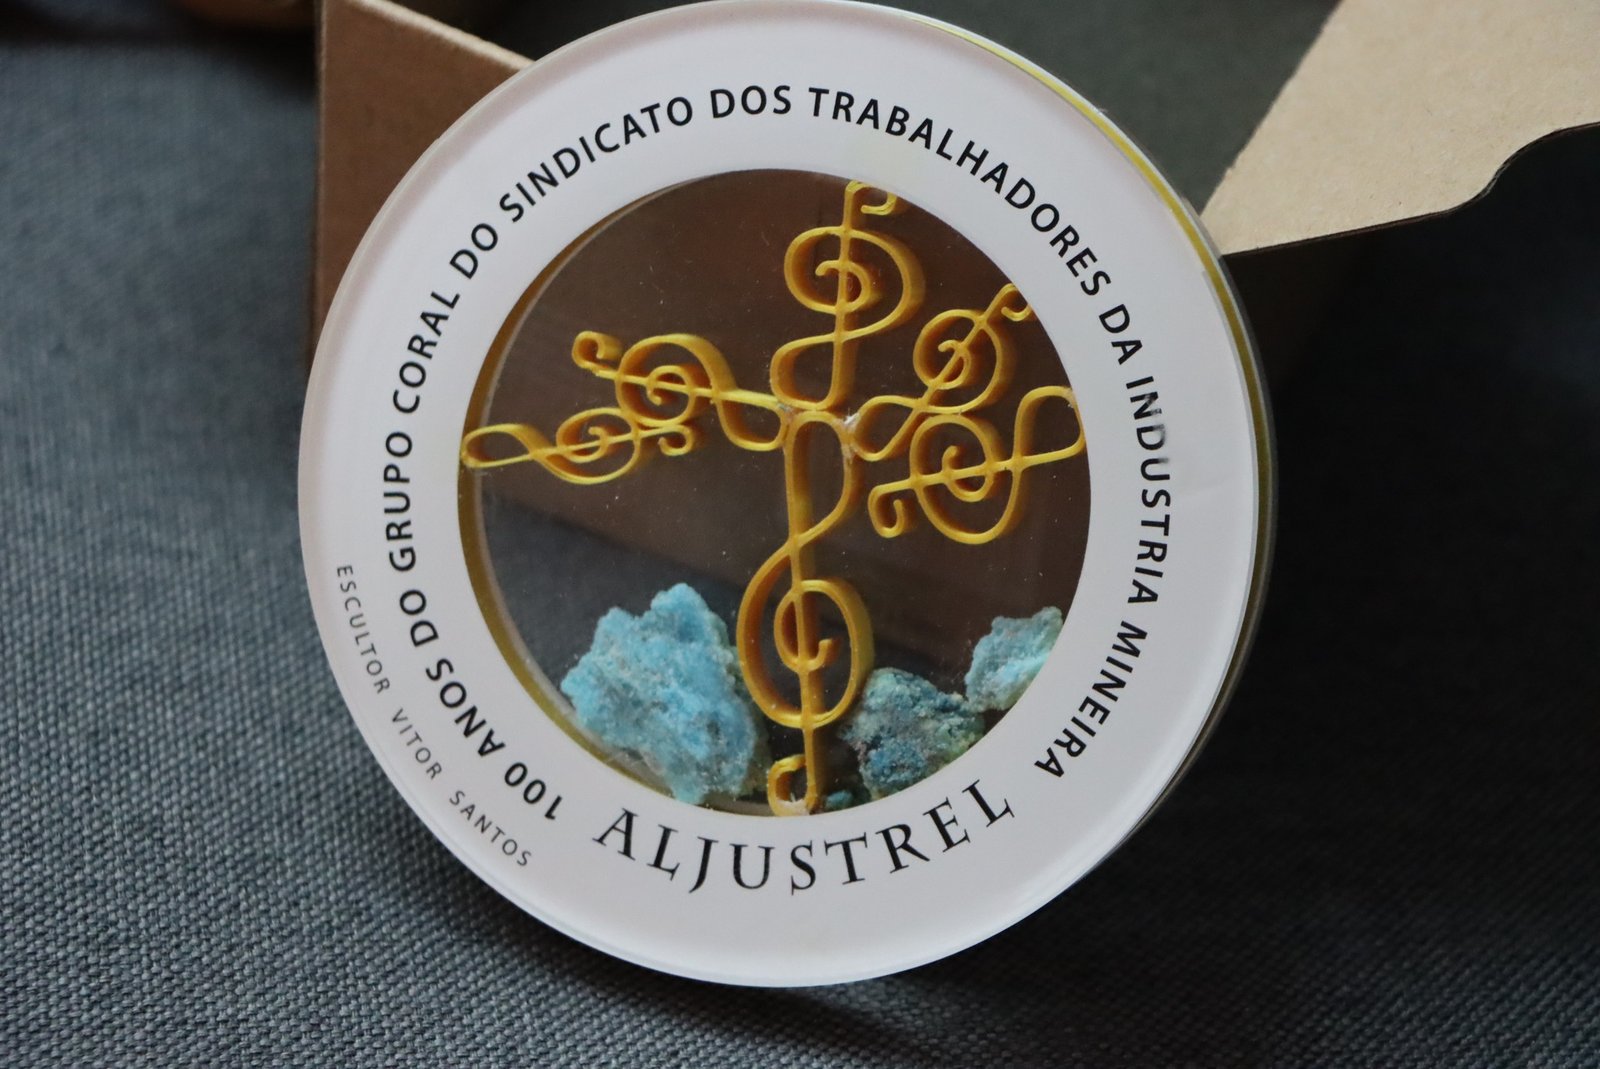 100 ANOS DO GRUPO CORAL DO SINDICATO DOS TRABALHADORES DA INDUSTRIA MINEIRA
ALJUSTREL
ESCULTOR VITOR SANTOS